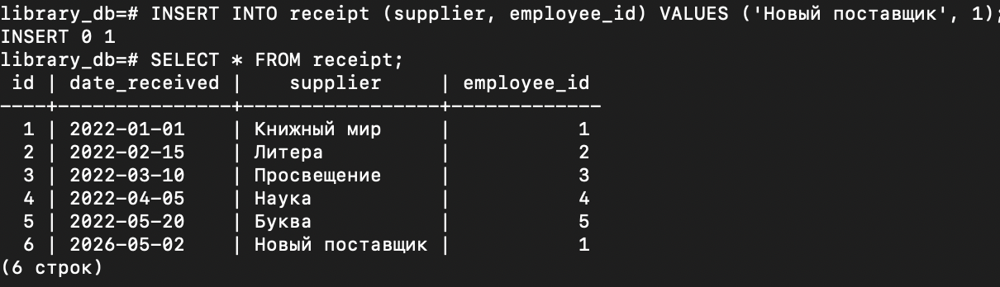 library_db=# INSERT INTO receipt (supplier, employee_id) VALUES ('Новый поставщик', 1);
INSERT 0 1
library_db=# SELECT * FROM receipt;
 id | date_received |    supplier     | employee_id
----+---------------+-----------------+-------------
  1 | 2022-01-01    | Книжный мир     |           1
  2 | 2022-02-15    | Литера          |           2
  3 | 2022-03-10    | Просвещение     |           3
  4 | 2022-04-05    | Наука           |           4
  5 | 2022-05-20    | Буква           |           5
  6 | 2026-05-02    | Новый поставщик |           1
(6 строк)